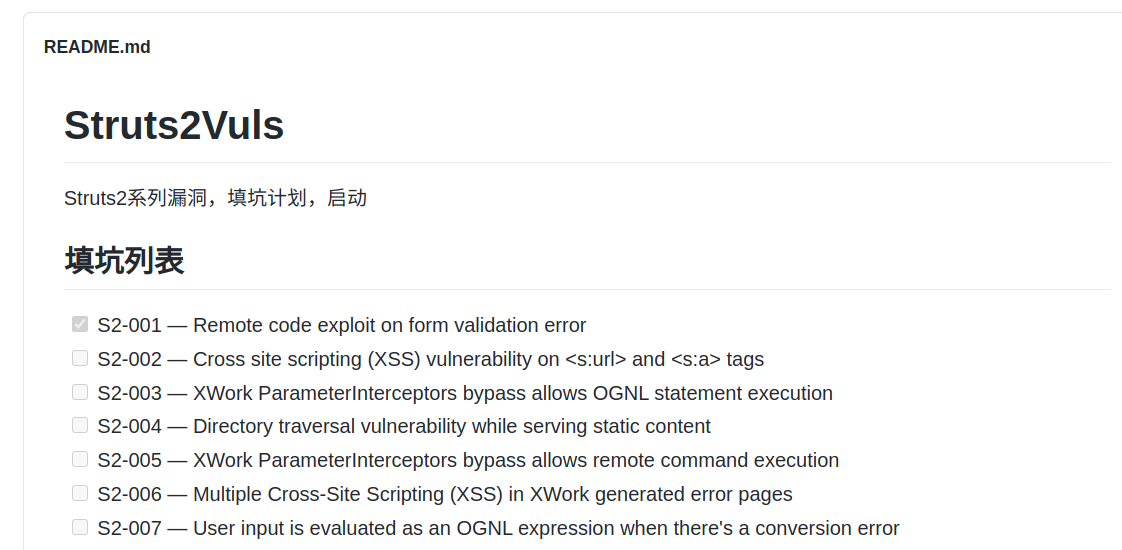 README.md
Struts2Vuls
Struts2系列漏洞，填坑计划，启动
填坑列表
S2-001 — Remote code exploit on form validation error
S2-002 — Cross site scripting (XSS) vulnerability on <s:url> and <s:a> tags
S2-003 — XWork ParameterInterceptors bypass allows OGNL statement execution
S2-004 — Directory traversal vulnerability while serving static content
S2-005 — XWork ParameterInterceptors bypass allows remote command execution
S2-006 — Multiple Cross-Site Scripting (XSS) in XWork generated error pages
S2-007 — User input is evaluated as an OGNL expression when there's a conversion error